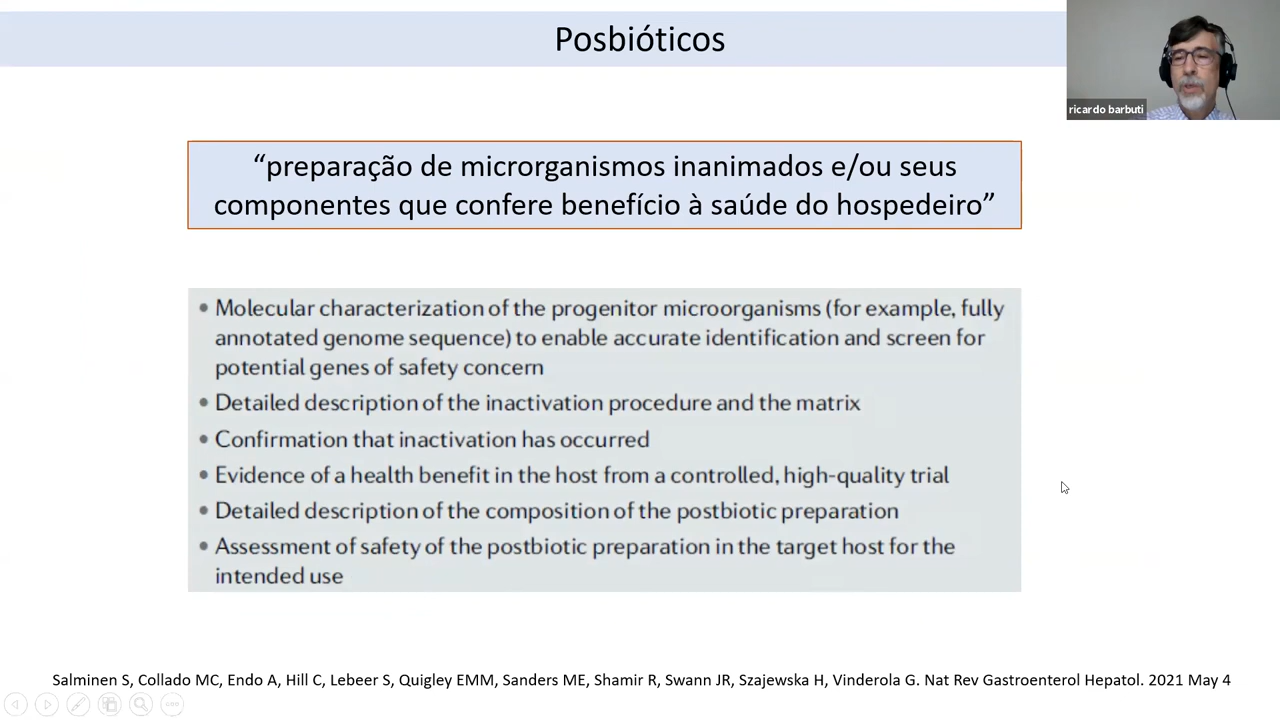 Posbióticos
ricardo barbuti
“preparação de microrganismos inanimados e/ou seus
componentes que confere benefício à saúde do hospedeiro”
• Molecular characterization of the progenitor microorganisms (for example, fully
annotated genome sequence) to enable accurate identification and screen for
potential genes of safety concern
• Detailed description of the inactivation procedure and the matrix
• Confirmation that inactivation has occurred
• Evidence of a health benefit in the host from a controlled, high-quality trial
• Detailed description of the composition of the postbiotic preparation
• Assessment of safety of the postbiotic preparation in the target host for the
intended use
Salminen S, Collado MC, Endo A, Hill C, Lebeer S, Quigley EMM, Sanders ME, Shamir R, Swann JR, Szajewska H, Vinderola G. Nat Rev Gastroenterol Hepatol. 2021 May 4